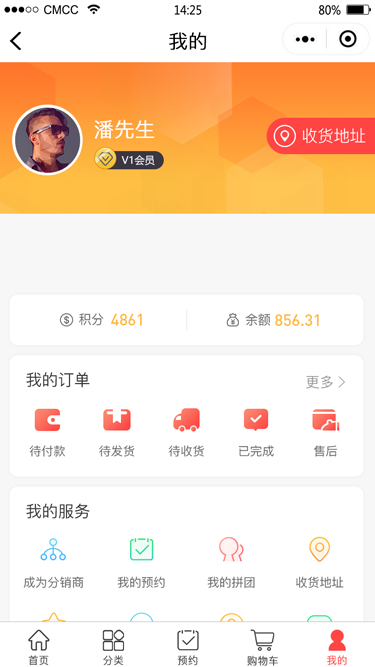 CMCC
14:25
80%
我的
潘先生
V1会员
收货地址
积分 4861
余额 856.31
我的订单
更多
待付款
待发货
待收货
已完成
售后
我的服务
成为分销商
我的预约
我的拼团
收货地址
首页
分类
预约
购物车
我的